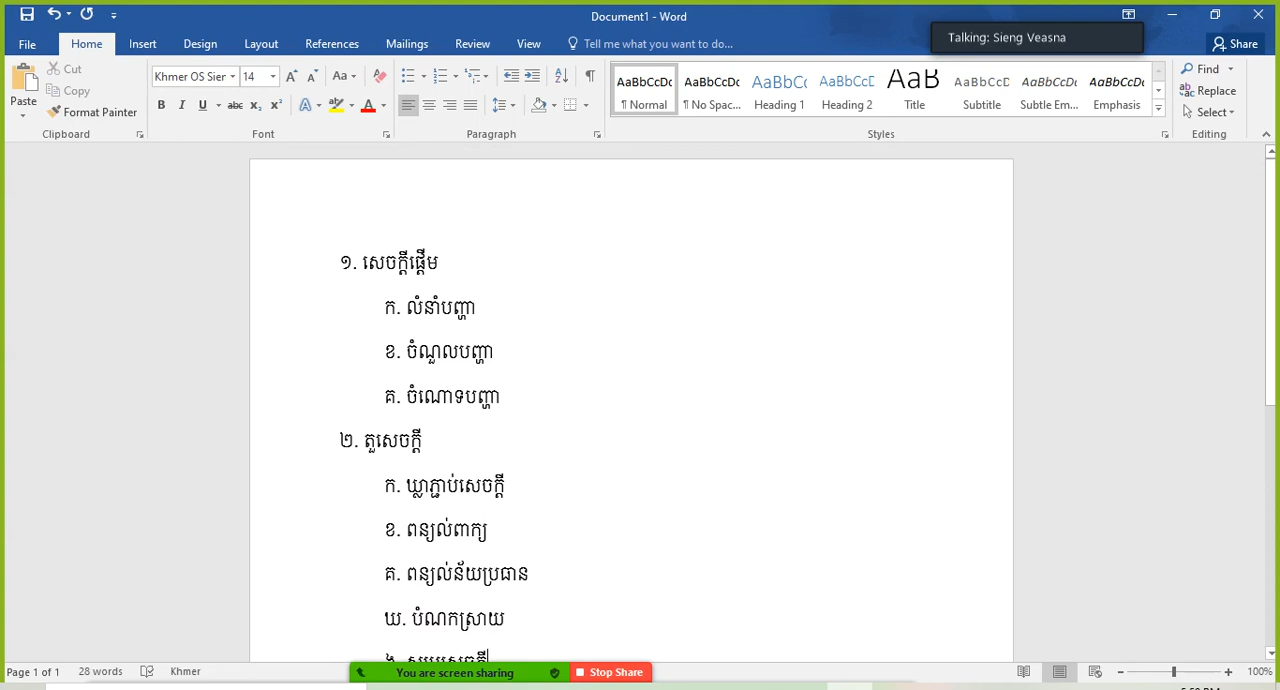 Document1 - Word
Talking: Sieng Veasna
File Home Insert Design Layout References Mailings Review View Tell me what you want to do... Share
Paste Cut Copy Format Painter
Clipboard
Khmer OS Sier 14
Font
Paragraph
AaBbCcDc AaBbCcDc AaBbCc AaBbCcD AaB AaBbCcD AaBbCcDc AaBbCcDc
¶ Normal ¶ No Spac... Heading 1 Heading 2 Title Subtitle Subtle Em... Emphasis
Styles
Find
Replace
Select
Editing
១. សេចក្តីផ្តើម
ក. លំនាំបញ្ហា
ខ. ចំណួលបញ្ហា
គ. ចំណោទបញ្ហា
២. តួសេចក្តី
ក. ឃ្លាភ្ជាប់សេចក្តី
ខ. ពន្យល់ពាក្យ
គ. ពន្យល់ន័យប្រធាន
ឃ. បំណកស្រាយ
Page 1 of 1 28 words Khmer
You are screen sharing Stop Share
100%